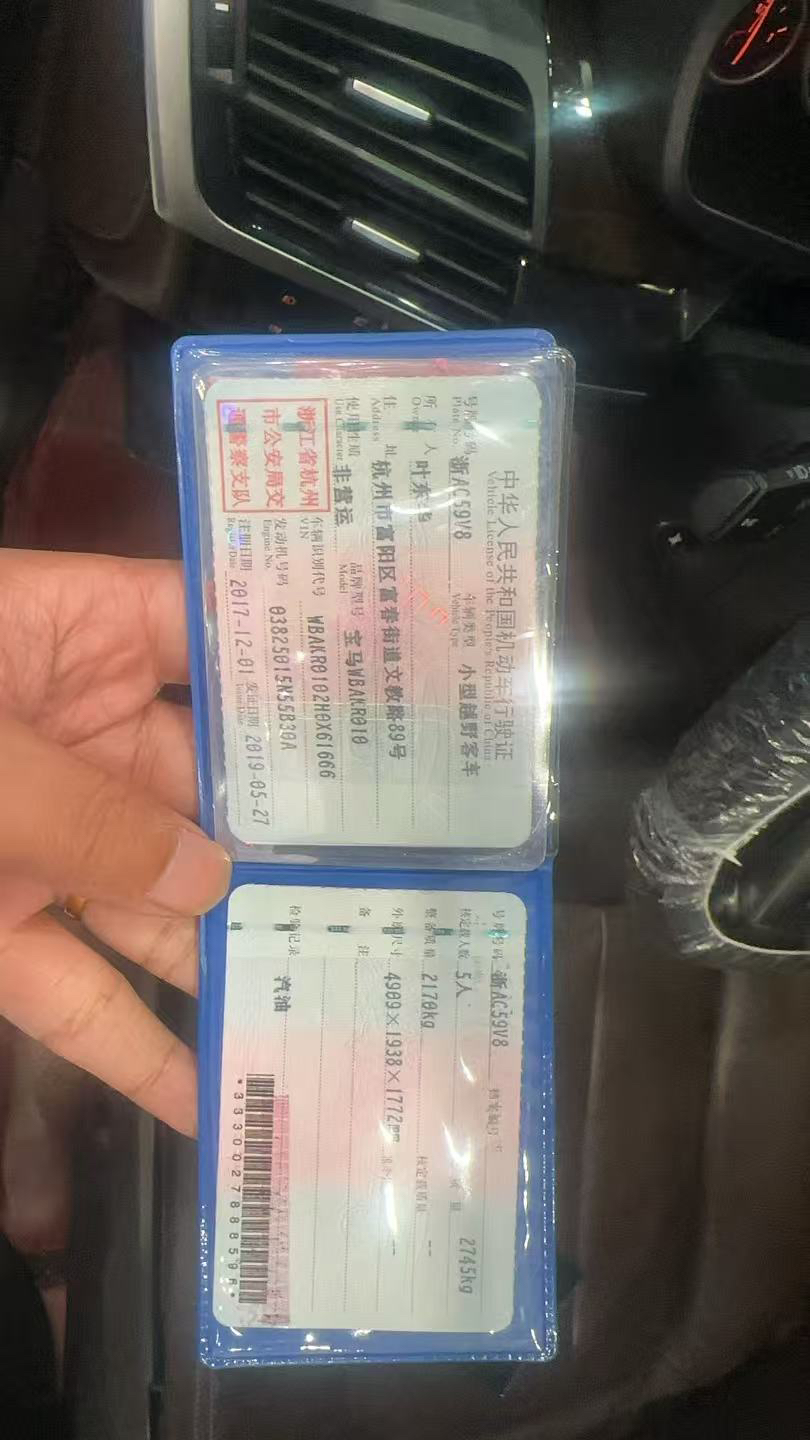 中华人民共和国机动车行驶证
Vehicle License of the People's Republic of China
号牌号码 浙AC59V8 车辆类型 小型越野客车
Plate No. Vehicle Type
所有人 叶东
Owner
住址 杭州市富阳区富春街道文教路89号
Address
使用性质 非营运 品牌型号 宝马WBAKR010
Use Character Model
浙江省杭州
市公安局交
通警察支队
车辆识别代号 WBAKR0102H0X61666
VIN
发动机号码 03825015N55B30A
Engine No.
注册日期 2017-12-01 发证日期 2019-05-27
Register Date Issue Date
号牌号码 浙AC59V8 档案编号
核定载人数 5人 质量 2745kg
整备质量 2170kg 核定载质量 --
外廓尺寸 4909×1938×1772mm --
备注
检验记录 汽油
*3330027888598*